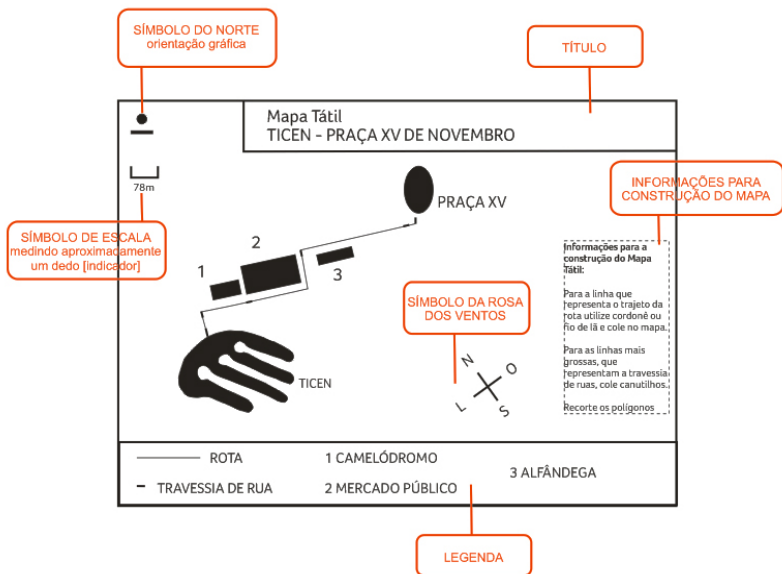 SÍMBOLO DO NORTE
orientação gráfica
TÍTULO
Mapa Tátil
TICEN - PRAÇA XV DE NOVEMBRO
78m
SÍMBOLO DE ESCALA
medindo aproximadamente
um dedo [indicador]
PRAÇA XV
INFORMAÇÕES PARA
CONSTRUÇÃO DO MAPA
1
2
3
SÍMBOLO DA ROSA
DOS VENTOS
N
O
L
S
TICEN
Informações para a
construção do Mapa
Tátil:
Para a linha que
representa o trajeto da
rota utilize cordonê ou
fio de lã e cole no mapa.
Para as linhas mais
grossas, que
representam a travessia
de ruas, cole canutilhos.
Recorte os polígonos
ROTA
TRAVESSIA DE RUA
1 CAMELÓDROMO
2 MERCADO PÚBLICO
3 ALFÂNDEGA
LEGENDA